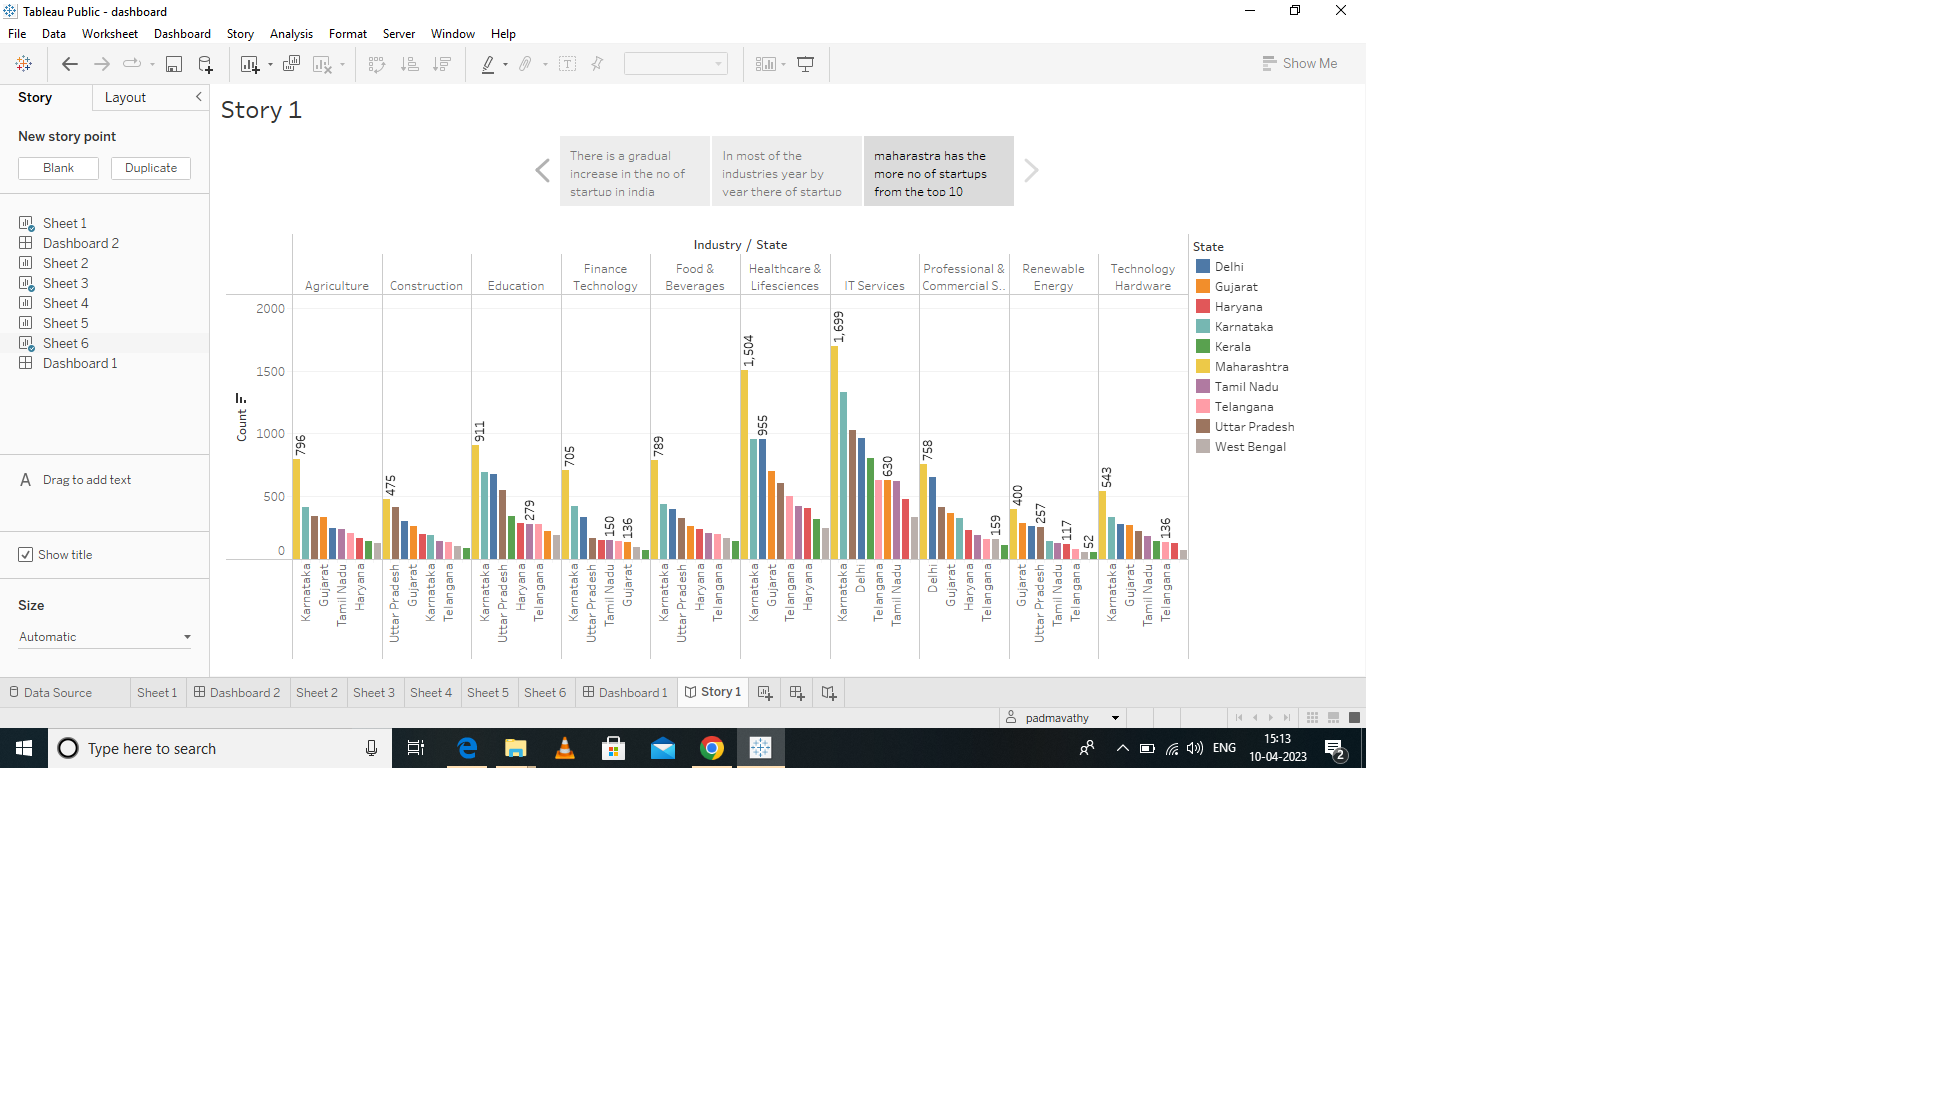 Tableau Public - dashboard
File Data Worksheet Dashboard Story Analysis Format Server Window Help
Show Me
Story Layout
Story 1
New story point
Blank Duplicate
There is a gradual
increase in the no of
startup in india
In most of the
industries year by
year there of startup
maharastra has the
more no of startups
from the top 10
Sheet 1
Dashboard 2
Sheet 2
Sheet 3
Sheet 4
Sheet 5
Sheet 6
Dashboard 1
A Drag to add text
Show title
Size
Automatic
Industry / State
Agriculture
Construction
Education
Finance
Technology
Food &
Beverages
Healthcare &
Lifesciences
IT Services
Professional &
Commercial S..
Renewable
Energy
Technology
Hardware
Count
2000
1500
1000
500
0
796
475
911
279
705
150
136
789
1,504
955
1,699
630
758
159
400
257
117
52
543
136
Karnataka
Gujarat
Tamil Nadu
Haryana
Uttar Pradesh
Gujarat
Karnataka
Telangana
Karnataka
Uttar Pradesh
Haryana
Telangana
Karnataka
Uttar Pradesh
Tamil Nadu
Gujarat
Karnataka
Uttar Pradesh
Haryana
Telangana
Karnataka
Gujarat
Telangana
Haryana
Karnataka
Delhi
Telangana
Tamil Nadu
Delhi
Gujarat
Haryana
Telangana
Gujarat
Uttar Pradesh
Tamil Nadu
Telangana
Karnataka
Gujarat
Tamil Nadu
Telangana
State
Delhi
Gujarat
Haryana
Karnataka
Kerala
Maharashtra
Tamil Nadu
Telangana
Uttar Pradesh
West Bengal
Data Source Sheet 1 Dashboard 2 Sheet 2 Sheet 3 Sheet 4 Sheet 5 Sheet 6 Dashboard 1 Story 1
padmavathy
Type here to search
ENG
15:13
10-04-2023
2